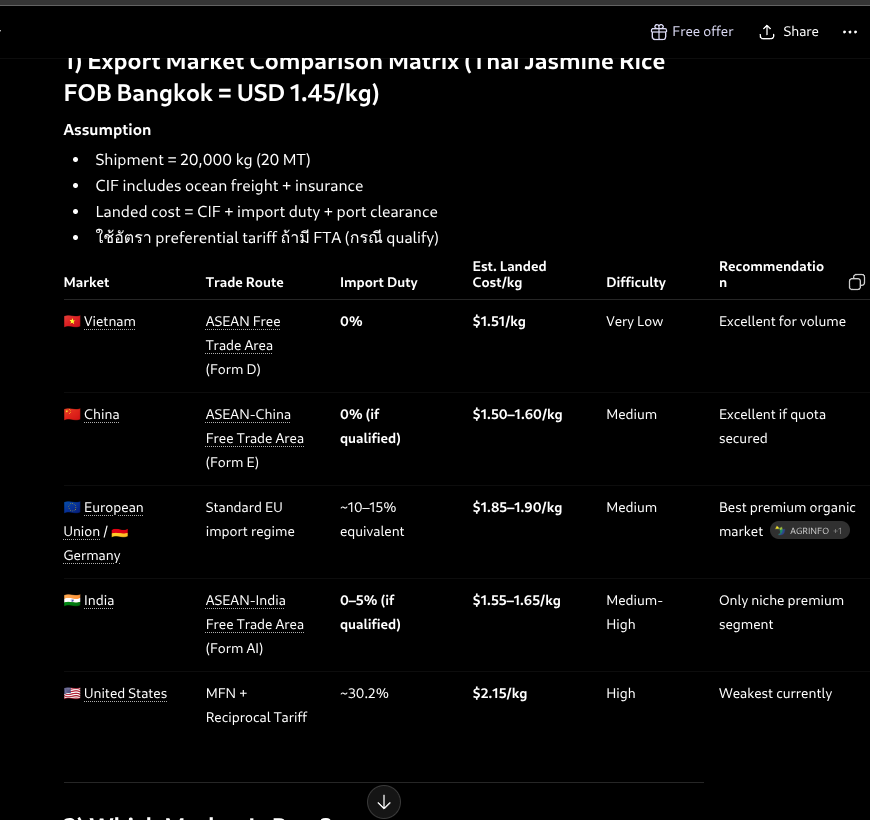 Free offer
Share
1) Export Market Comparison Matrix (Thai Jasmine Rice
FOB Bangkok = USD 1.45/kg)
Assumption
• Shipment = 20,000 kg (20 MT)
• CIF includes ocean freight + insurance
• Landed cost = CIF + import duty + port clearance
• ใช้อัตรา preferential tariff ถ้ามี FTA (กรณี qualify)
Market Trade Route Import Duty Est. Landed Cost/kg Difficulty Recommendation
Vietnam ASEAN Free Trade Area (Form D) 0% $1.51/kg Very Low Excellent for volume
China ASEAN-China Free Trade Area (Form E) 0% (if qualified) $1.50–1.60/kg Medium Excellent if quota secured
European Union / Germany Standard EU import regime ~10–15% equivalent $1.85–1.90/kg Medium Best premium organic market AGRINFO +1
India ASEAN-India Free Trade Area (Form AI) 0–5% (if qualified) $1.55–1.65/kg Medium-High Only niche premium segment
United States MFN + Reciprocal Tariff ~30.2% $2.15/kg High Weakest currently